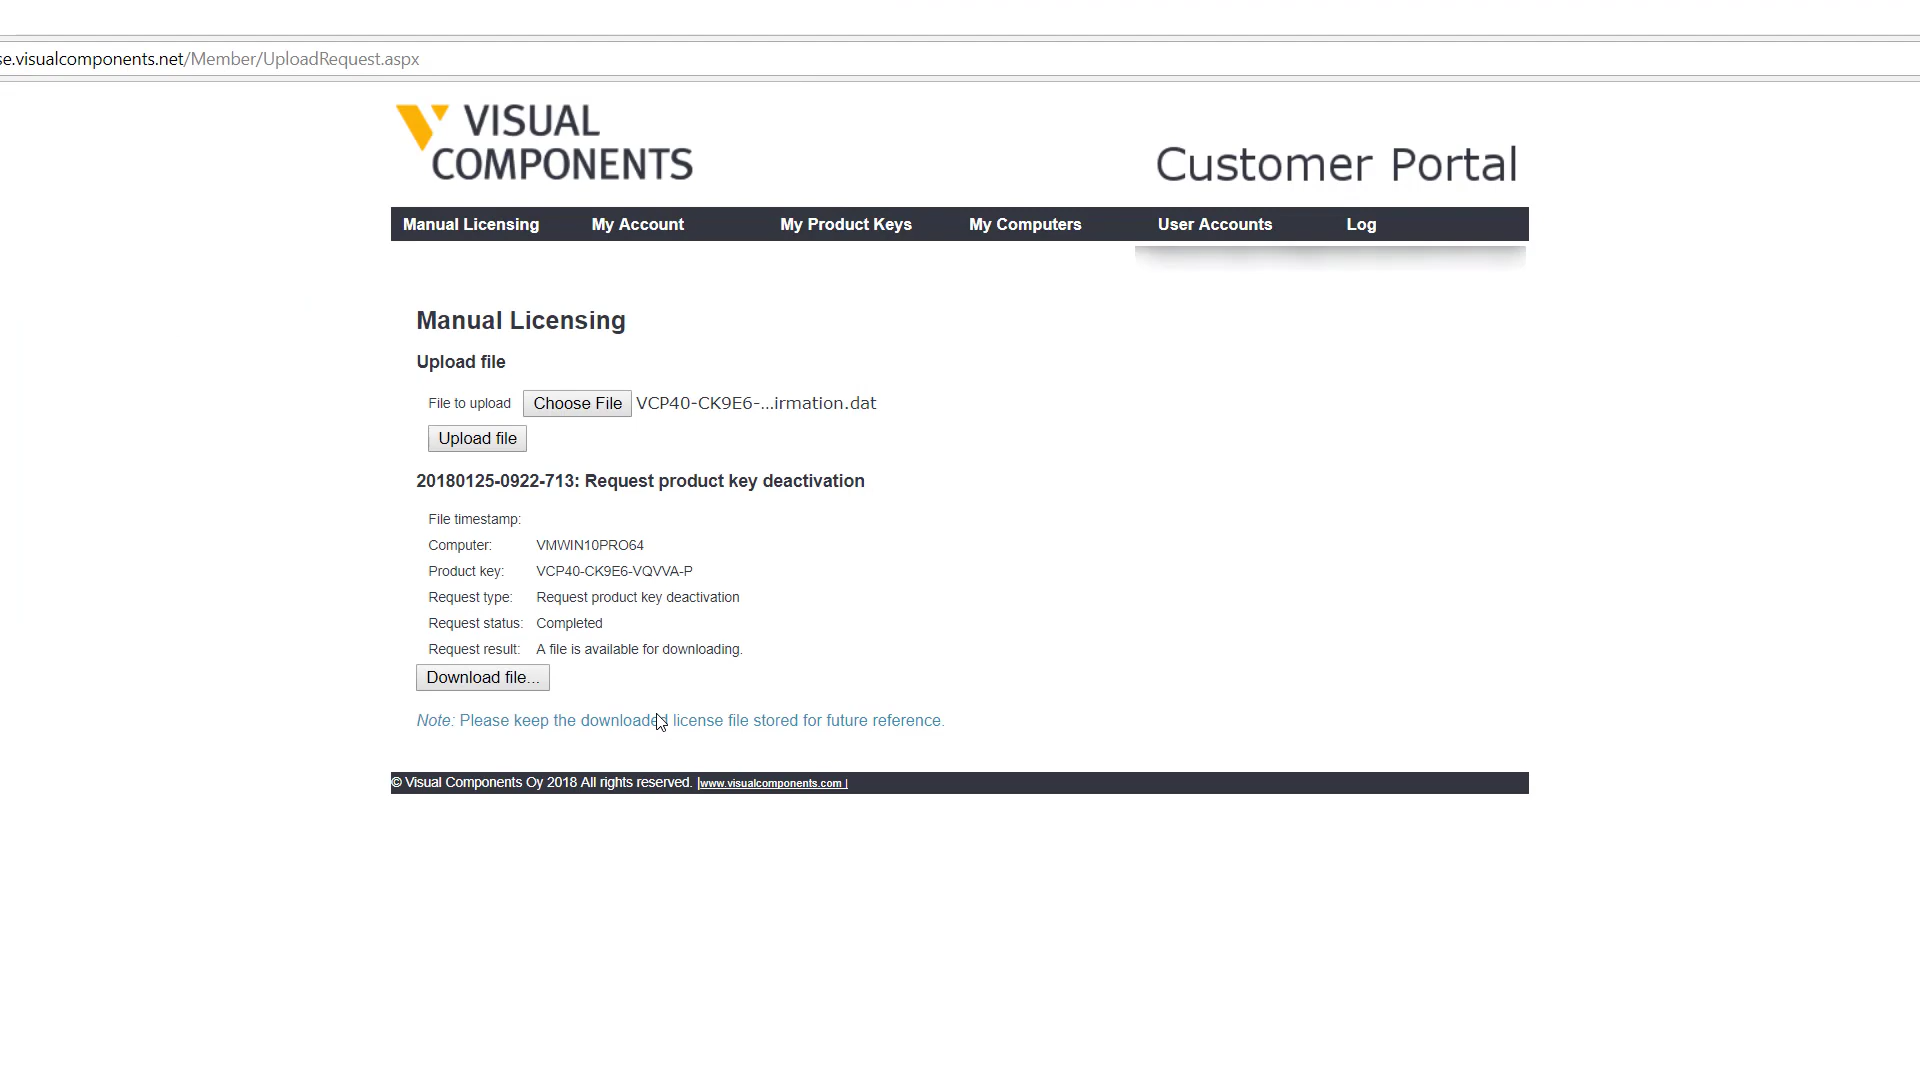 se.visualcomponents.net/Member/UploadRequest.aspx
VISUAL
COMPONENTS
Customer Portal
Manual Licensing My Account My Product Keys My Computers User Accounts Log
Manual Licensing
Upload file
File to upload Choose File VCP40-CK9E6-...irmation.dat
Upload file
20180125-0922-713: Request product key deactivation
File timestamp:
Computer: VMWIN10PRO64
Product key: VCP40-CK9E6-VQVVA-P
Request type: Request product key deactivation
Request status: Completed
Request result: A file is available for downloading.
Download file...
Note: Please keep the downloaded license file stored for future reference.
© Visual Components Oy 2018 All rights reserved. |www.visualcomponents.com |